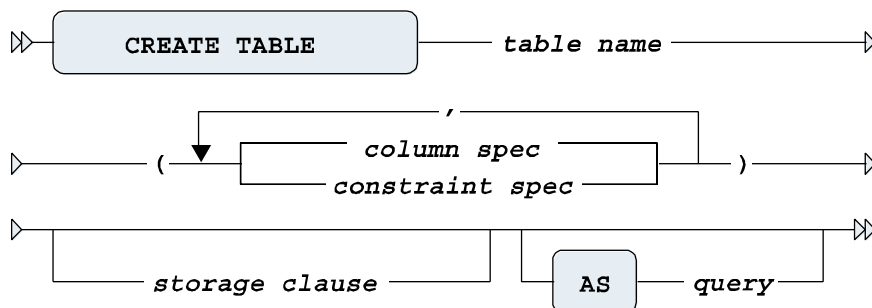 CREATE TABLE table name
,
( column spec )
constraint spec
storage clause AS query